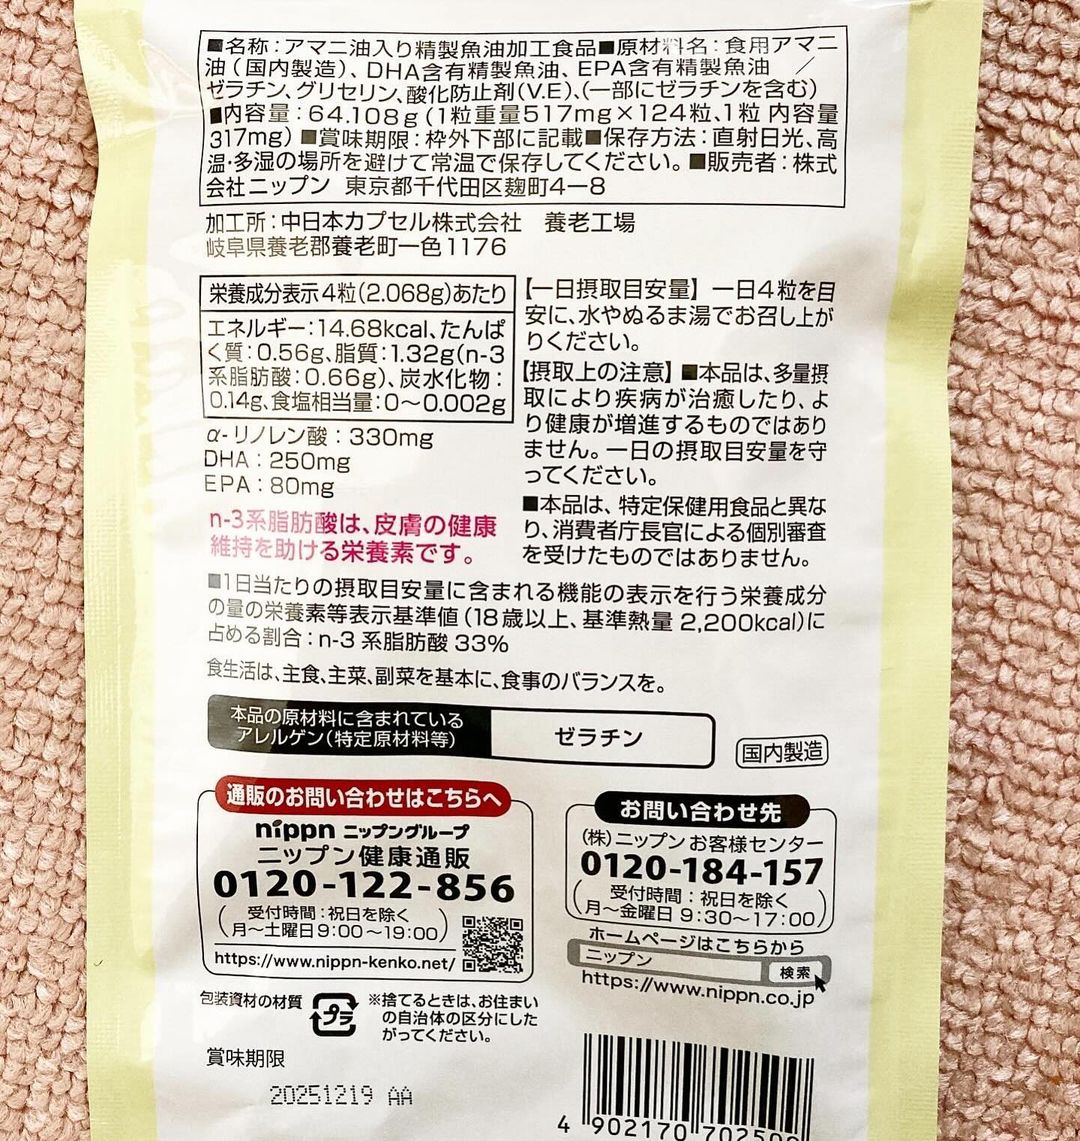 ■名称：アマニ油入り精製魚油加工食品■原材料名：食用アマニ
油（国内製造）、DHA含有精製魚油、EPA含有精製魚油 ／
ゼラチン、グリセリン、酸化防止剤（V.E）、（一部にゼラチンを含む）
■内容量：64.108g（1粒重量517mg×124粒、1粒 内容量
317mg）■賞味期限：枠外下部に記載■保存方法：直射日光、高
温・多湿の場所を避けて常温で保存してください。■販売者：株式
会社ニップン 東京都千代田区麹町4ー8
加工所：中日本カプセル株式会社 養老工場
岐阜県養老郡養老町一色1176
栄養成分表示4粒（2.068g）あたり
エネルギー：14.68kcal、たんぱ
く質：0.56g、脂質：1.32g（n-3
系脂肪酸：0.66g）、炭水化物：
0.14g、食塩相当量：0〜0.002g
α- リノレン酸：330mg
DHA：250mg
EPA：80mg
n-3系脂肪酸は、皮膚の健康
維持を助ける栄養素です。
【一日摂取目安量】 一日4粒を目
安に、水やぬるま湯でお召し上が
りください。
【摂取上の注意】■本品は、多量摂
取により疾病が治癒したり、よ
り健康が増進するものではあり
ません。一日の摂取目安量を守
ってください。
■本品は、特定保健用食品と異な
り、消費者庁長官による個別審査
を受けたものではありません。
■1日当たりの摂取目安量に含まれる機能の表示を行う栄養成分
の量の栄養素等表示基準値（18歳以上、基準熱量 2,200kcal）に
占める割合：n-3 系脂肪酸 33%
食生活は、主食、主菜、副菜を基本に、食事のバランスを。
本品の原材料に含まれている
アレルゲン（特定原材料等）
ゼラチン
国内製造
通販のお問い合わせはこちらへ
nippn ニップングループ
ニップン健康通販
0120-122-856
（受付時間：祝日を除く
月〜土曜日9:00〜19:00）
https://www.nippn-kenko.net/
お問い合わせ先
（株）ニップン お客様センター
0120-184-157
（受付時間：祝日を除く
月〜金曜日 9:30〜17:00）
ホームページはこちらから
ニップン 検索
https://www.nippn.co.jp
包装資材の材質
プラ
※捨てるときは、お住まい
の自治体の区分にした
がってください。
賞味期限
20251219 AA
4 902170 70250